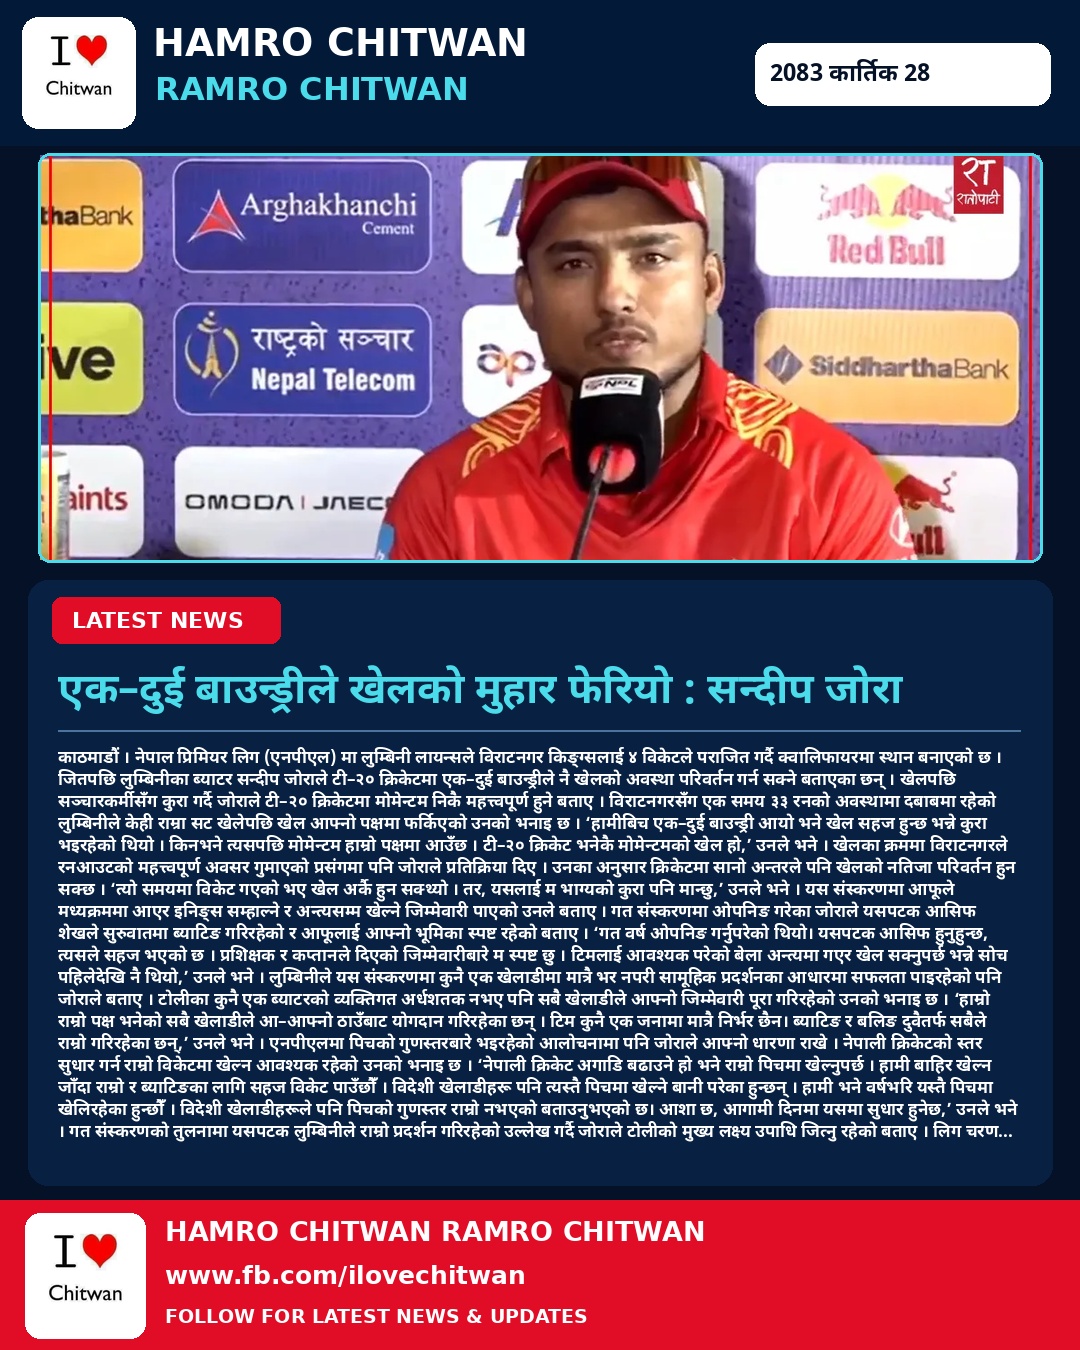 I ❤ Chitwan
HAMRO CHITWAN
RAMRO CHITWAN
2083 कार्तिक 28
thaBank
Arghakhanchi
Cement
Red Bull
रातोपाटी
ive
राष्ट्रको सञ्चार
Nepal Telecom
ap
NPL
SiddharthaBank
aints
OMODA | JAEC
ull
LATEST NEWS
एक–दुई बाउन्ड्रीले खेलको मुहार फेरियो : सन्दीप जोरा
काठमाडौं । नेपाल प्रिमियर लिग (एनपीएल) मा लुम्बिनी लायन्सले विराटनगर किङ्ग्सलाई ४ विकेटले पराजित गर्दै क्वालिफायरमा स्थान बनाएको छ ।
जितपछि लुम्बिनीका ब्याटर सन्दीप जोराले टी–२० क्रिकेटमा एक–दुई बाउन्ड्रीले नै खेलको अवस्था परिवर्तन गर्न सक्ने बताएका छन् । खेलपछि
सञ्चारकर्मीसँग कुरा गर्दै जोराले टी–२० क्रिकेटमा मोमेन्टम निकै महत्त्वपूर्ण हुने बताए । विराटनगरसँग एक समय ३३ रनको अवस्थामा दबाबमा रहेको
लुम्बिनीले केही राम्रा सट खेलेपछि खेल आफ्नो पक्षमा फर्किएको उनको भनाइ छ । ‘हामीबिच एक–दुई बाउन्ड्री आयो भने खेल सहज हुन्छ भन्ने कुरा
भइरहेको थियो । किनभने त्यसपछि मोमेन्टम हाम्रो पक्षमा आउँछ । टी–२० क्रिकेट भनेकै मोमेन्टमको खेल हो,’ उनले भने । खेलका क्रममा विराटनगरले
रनआउटको महत्त्वपूर्ण अवसर गुमाएको प्रसंगमा पनि जोराले प्रतिक्रिया दिए । उनका अनुसार क्रिकेटमा सानो अन्तरले पनि खेलको नतिजा परिवर्तन हुन
सक्छ । ‘त्यो समयमा विकेट गएको भए खेल अर्कै हुन सक्थ्यो । तर, यसलाई म भाग्यको कुरा पनि मान्छु,’ उनले भने । यस संस्करणमा आफूले
मध्यक्रममा आएर इनिङ्स सम्हाल्ने र अन्त्यसम्म खेल्ने जिम्मेवारी पाएको उनले बताए । गत संस्करणमा ओपनिङ गरेका जोराले यसपटक आसिफ
शेखले सुरुवातमा ब्याटिङ गरिरहेको र आफूलाई आफ्नो भूमिका स्पष्ट रहेको बताए । ‘गत वर्ष ओपनिङ गर्नुपरेको थियो। यसपटक आसिफ हुनुहुन्छ,
त्यसले सहज भएको छ । प्रशिक्षक र कप्तानले दिएको जिम्मेवारीबारे म स्पष्ट छु । टिमलाई आवश्यक परेको बेला अन्त्यमा गएर खेल सक्नुपर्छ भन्ने सोच
पहिलेदेखि नै थियो,’ उनले भने । लुम्बिनीले यस संस्करणमा कुनै एक खेलाडीमा मात्रै भर नपरी सामूहिक प्रदर्शनका आधारमा सफलता पाइरहेको पनि
जोराले बताए । टोलीका कुनै एक ब्याटरको व्यक्तिगत अर्धशतक नभए पनि सबै खेलाडीले आफ्नो जिम्मेवारी पूरा गरिरहेको उनको भनाइ छ । ‘हाम्रो
राम्रो पक्ष भनेको सबै खेलाडीले आ–आफ्नो ठाउँबाट योगदान गरिरहेका छन् । टिम कुनै एक जनामा मात्रै निर्भर छैन। ब्याटिङ र बलिङ दुवैतर्फ सबैले
राम्रो गरिरहेका छन्,’ उनले भने । एनपीएलमा पिचको गुणस्तरबारे भइरहेको आलोचनामा पनि जोराले आफ्नो धारणा राखे । नेपाली क्रिकेटको स्तर
सुधार गर्न राम्रो विकेटमा खेल्न आवश्यक रहेको उनको भनाइ छ । ‘नेपाली क्रिकेट अगाडि बढाउने हो भने राम्रो पिचमा खेल्नुपर्छ । हामी बाहिर खेल्न
जाँदा राम्रो र ब्याटिङका लागि सहज विकेट पाउँछौँ । विदेशी खेलाडीहरू पनि त्यस्तै पिचमा खेल्ने बानी परेका हुन्छन् । हामी भने वर्षभरि यस्तै पिचमा
खेलिरहेका हुन्छौँ । विदेशी खेलाडीहरूले पनि पिचको गुणस्तर राम्रो नभएको बताउनुभएको छ। आशा छ, आगामी दिनमा यसमा सुधार हुनेछ,’ उनले भने
। गत संस्करणको तुलनामा यसपटक लुम्बिनीले राम्रो प्रदर्शन गरिरहेको उल्लेख गर्दै जोराले टोलीको मुख्य लक्ष्य उपाधि जित्नु रहेको बताए । लिग चरण...
I ❤ Chitwan
HAMRO CHITWAN RAMRO CHITWAN
www.fb.com/ilovechitwan
FOLLOW FOR LATEST NEWS & UPDATES